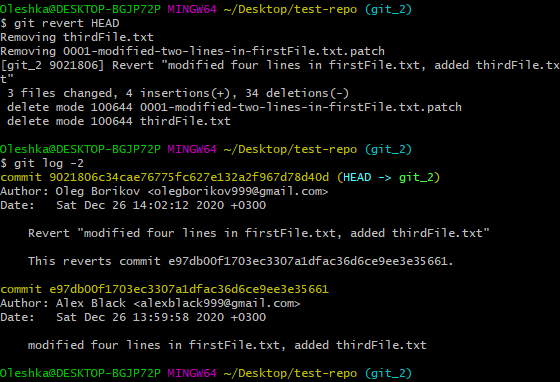 Oleshka@DESKTOP-BGJP72P MINGW64 ~/Desktop/test-repo (git_2)
$ git revert HEAD
Removing thirdFile.txt
Removing 0001-modified-two-lines-in-firstFile.txt.patch
[git_2 9021806] Revert "modified four lines in firstFile.txt, added thirdFile.tx
t"
 3 files changed, 4 insertions(+), 34 deletions(-)
 delete mode 100644 0001-modified-two-lines-in-firstFile.txt.patch
 delete mode 100644 thirdFile.txt
Oleshka@DESKTOP-BGJP72P MINGW64 ~/Desktop/test-repo (git_2)
$ git log -2
commit 9021806c34cae76775fc627e132a2f967d78d40d (HEAD -> git_2)
Author: Oleg Borikov <olegborikov999@gmail.com>
Date:   Sat Dec 26 14:02:12 2020 +0300
    Revert "modified four lines in firstFile.txt, added thirdFile.txt"
    This reverts commit e97db00f1703ec3307a1dfac36d6ce9ee3e35661.
commit e97db00f1703ec3307a1dfac36d6ce9ee3e35661
Author: Alex Black <alexblack999@gmail.com>
Date:   Sat Dec 26 13:59:58 2020 +0300
    modified four lines in firstFile.txt, added thirdFile.txt
Oleshka@DESKTOP-BGJP72P MINGW64 ~/Desktop/test-repo (git_2)